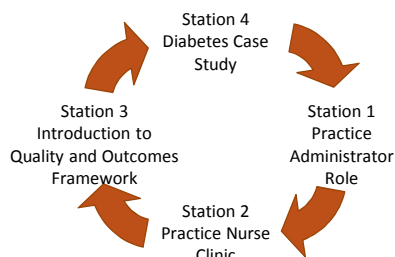 Station 4
Diabetes Case
Study
Station 1
Practice
Administrator
Role
Station 2
Practice Nurse
Clinic
Station 3
Introduction to
Quality and Outcomes
Framework